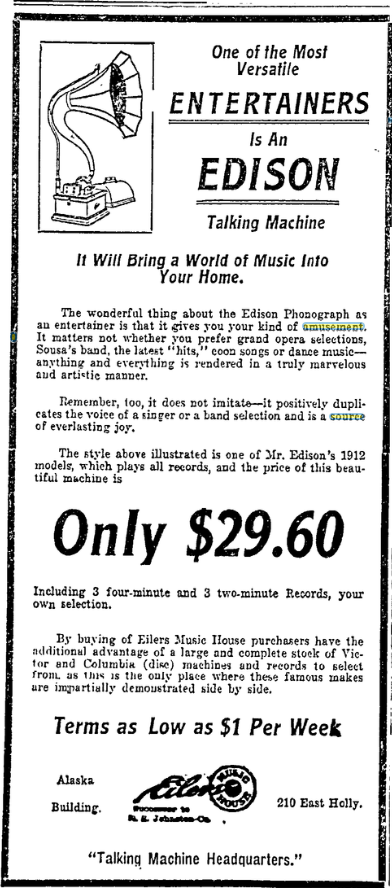 One of the Most
Versatile
ENTERTAINERS
Is An
EDISON
Talking Machine
It Will Bring a World of Music Into
Your Home.
The wonderful thing about the Edison Phonograph as
an entertainer is that it gives you your kind of amusement.
It matters not whether you prefer grand opera selections,
Sousa's band, the latest "hits," coon songs or dance music—
anything and everything is rendered in a truly marvelous
and artistic manner.
Remember, too, it does not imitate—it positively dupli-
cates the voice of a singer or a band selection and is a source
of everlasting joy.
The style above illustrated is one of Mr. Edison's 1912
models, which plays all records, and the price of this beau-
tiful machine is
Only $29.60
Including 3 four-minute and 3 two-minute Records, your
own selection.
By buying of Eilers Music House purchasers have the
additional advantage of a large and complete stock of Vic-
tor and Columbia (disc) machines and records to select
from, as this is the only place where these famous makes
are impartially demonstrated side by side.
Terms as Low as $1 Per Week
Alaska
Building.
Eilers MUSIC HOUSE
Successor to
D. S. Johnston Co.
210 East Holly.
"Talking Machine Headquarters."